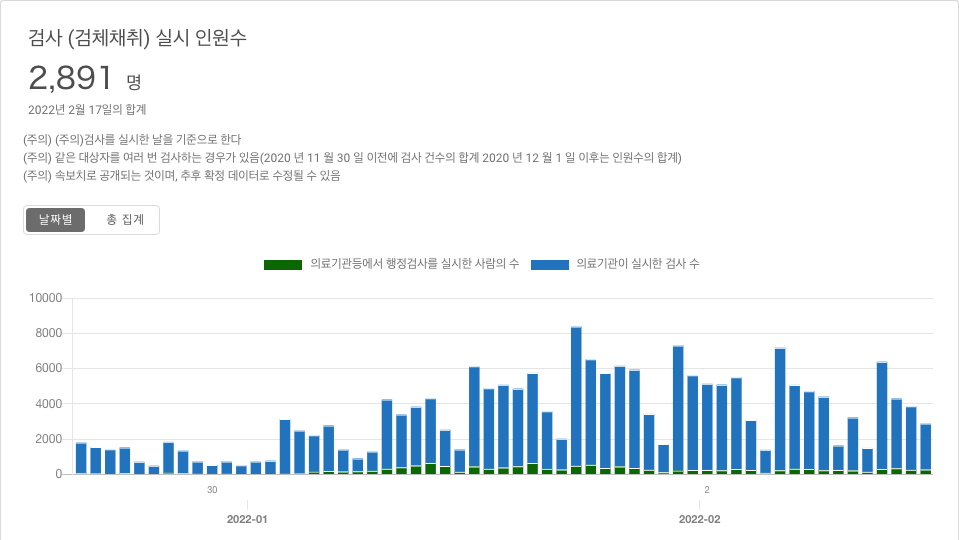 검사 (검체채취) 실시 인원수
2,891 명
2022년 2월 17일의 합계
(주의) (주의)검사를 실시한 날을 기준으로 한다
(주의) 같은 대상자를 여러 번 검사하는 경우가 있음(2020 년 11 월 30 일 이전에 검사 건수의 합계 2020 년 12 월 1 일 이후는 인원수의 합계)
(주의) 속보치로 공개되는 것이며, 추후 확정 데이터로 수정될 수 있음
날짜별 총 집계
의료기관등에서 행정검사를 실시한 사람의 수 의료기관이 실시한 검사 수
10000
8000
6000
4000
2000
0
30 2
2022-01 2022-02